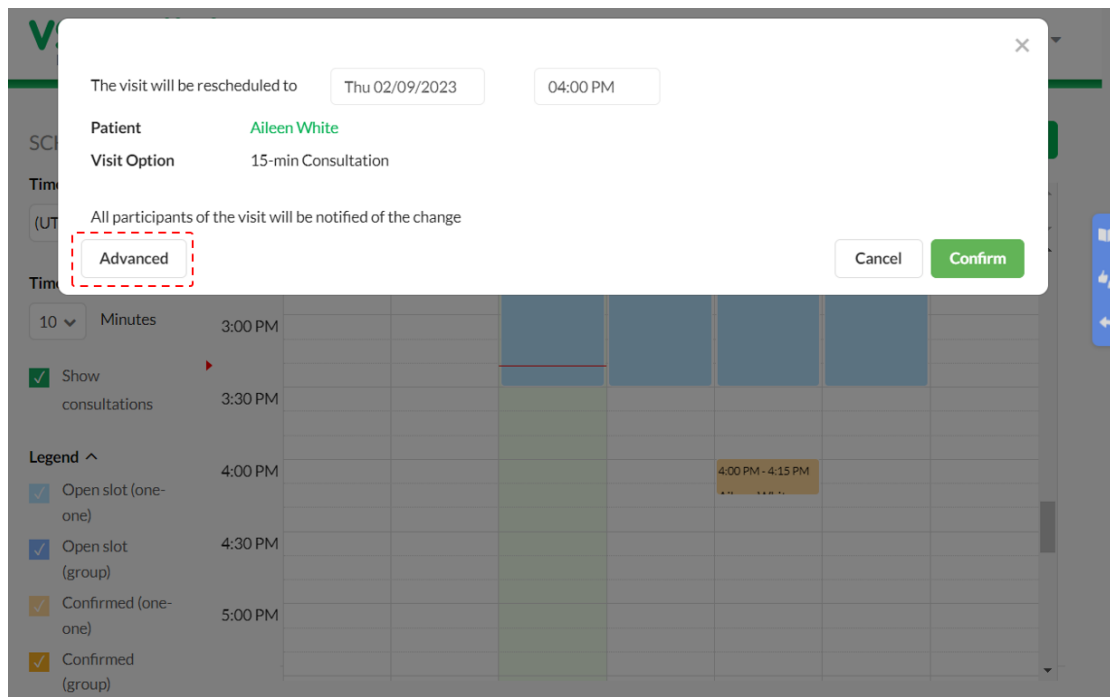 The visit will be rescheduled to Thu 02/09/2023 04:00 PM
Patient Aileen White
Visit Option 15-min Consultation
All participants of the visit will be notified of the change
Advanced Cancel Confirm
10 Minutes
Show
consultations
Legend
Open slot (one-
one)
Open slot
(group)
Confirmed (one-
one)
Confirmed
(group)
3:00 PM
3:30 PM
4:00 PM
4:30 PM
5:00 PM
4:00 PM - 4:15 PM